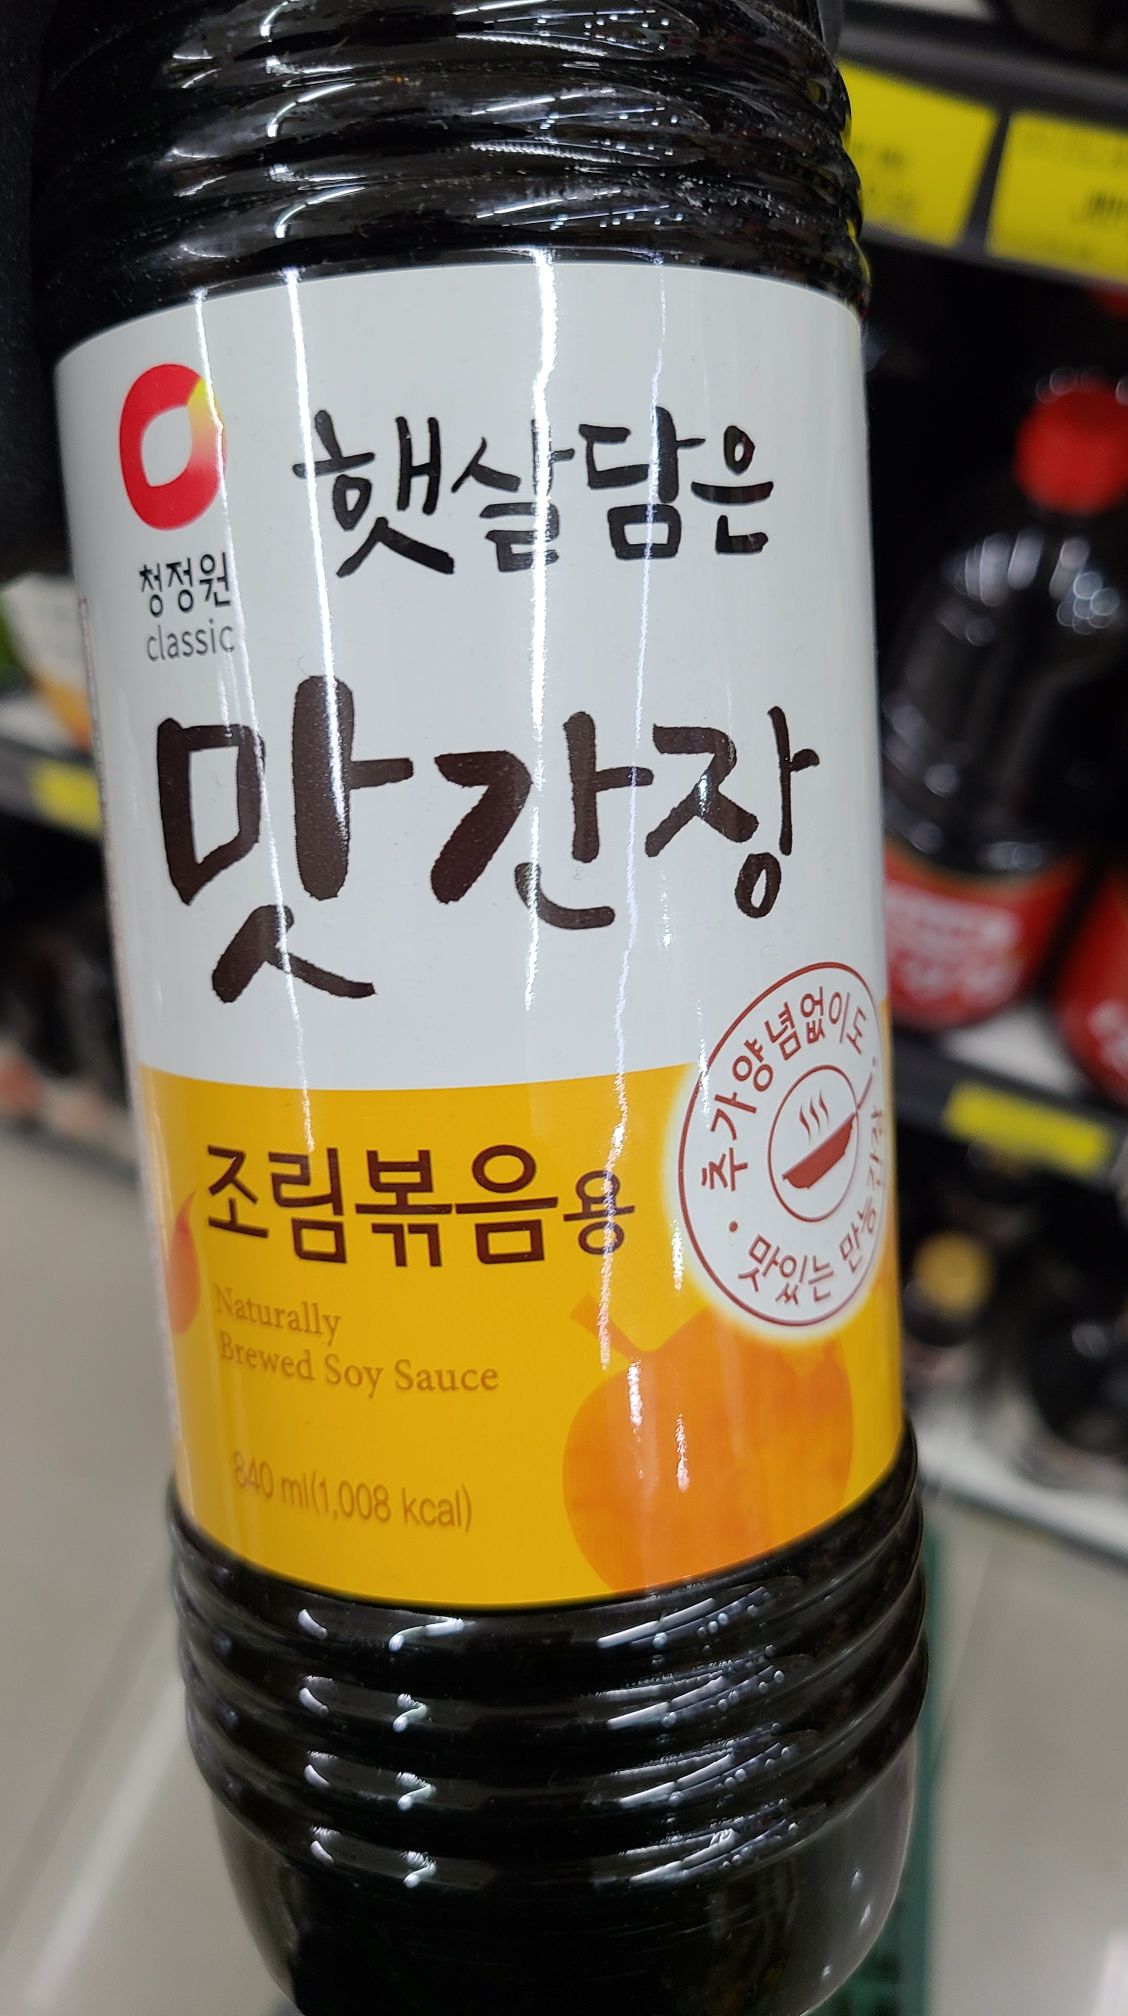 햇살담은
청정원
classic
맛간장
추가양념없이도
맛있는 만능간장
조림볶음용
Naturally
Brewed Soy Sauce
840 ml(1,008 kcal)